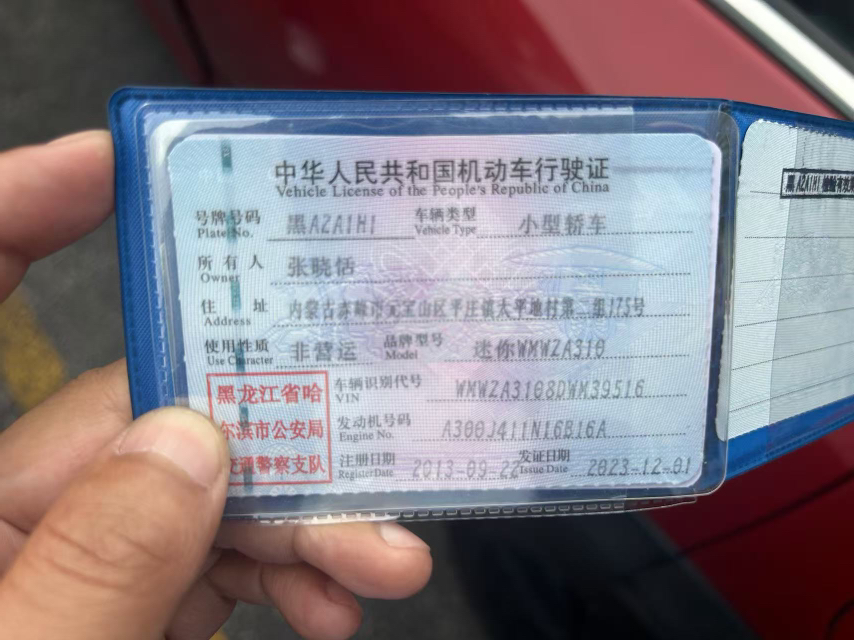 中华人民共和国机动车行驶证
Vehicle License of the People's Republic of China
号牌号码 黑AZA1H1 车辆类型 小型轿车
Plate No. Vehicle Type
所有人 张晓恬
Owner
住址 内蒙古赤峰市元宝山区平庄镇太平地村第二组175号
Address
使用性质 非营运 品牌型号 迷你WMWZA310
Use Character Model
黑龙江省哈
尔滨市公安局
交通警察支队
车辆识别代号 WMWZA3108DWM39516
VIN
发动机号码 A300J411N16B16A
Engine No.
注册日期 2013-09-22 发证日期 2023-12-01
Register Date Issue Date
黑AZA1H1